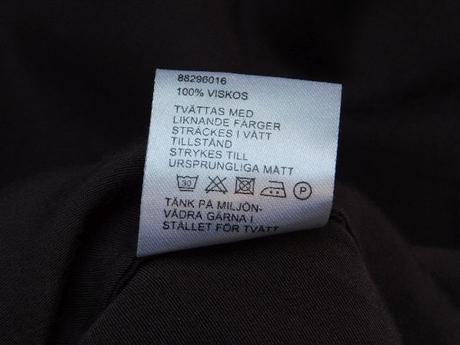 88296016
100% VISKOS
TVÄTTAS MED
LIKNANDE FÄRGER
STRÄCKES I VÅTT
TILLSTÅND
STRYKES TILL
URSPRUNGLIGA MÅTT
30 P
TÄNK PÅ MILJÖN-
VÄDRA GÄRNA I
STÄLLET FÖR TVÄTT